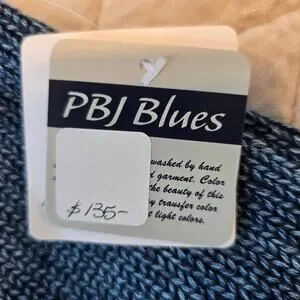 PBJ Blues
washed by hand
garment. Color
the beauty of this
transfer color
light colors.
$135-